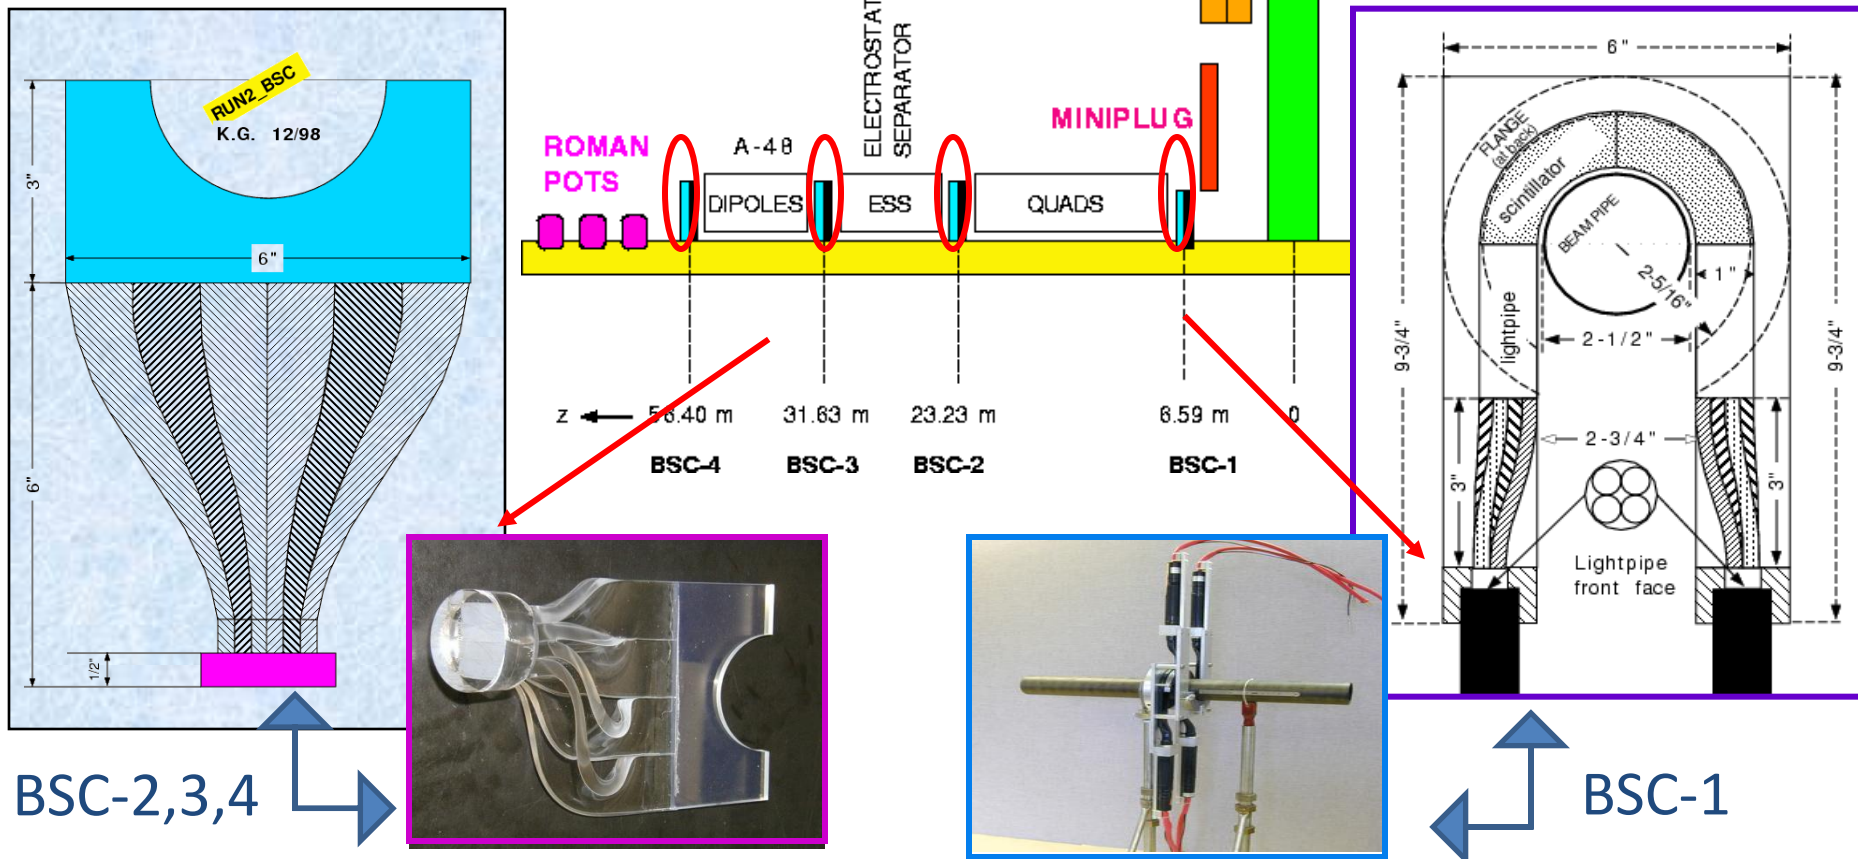 RUN2_BSC
K.G. 12/98
3"
6"
6"
1/2"
BSC-2,3,4
ROMAN
POTS
A-48
SEPARATOR
MINIPLUG
DIPOLES
ESS
QUADS
z
56.40 m
31.63 m
23.23 m
6.59 m
0
BSC-4
BSC-3
BSC-2
BSC-1
6"
FLANGE
(at back)
scintillator
BEAM PIPE
2-5/16"
1"
lightpipe
2-1/2"
9-3/4"
9-3/4"
2-3/4"
3"
3"
Lightpipe
front face
BSC-1